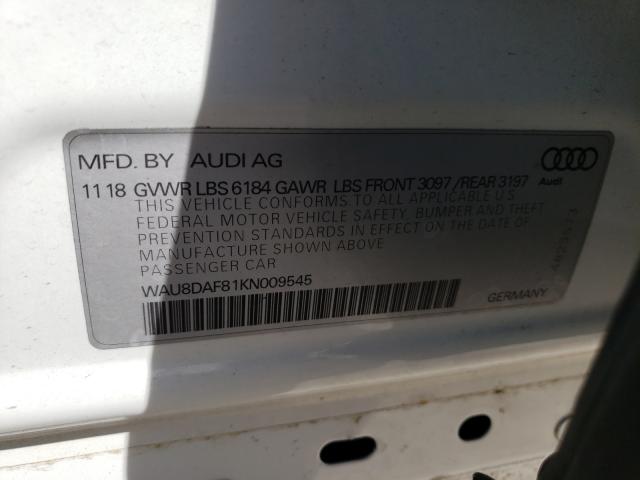 MFD. BY AUDI AG
11 18 GVWR LBS 6184 GAWR LBS FRONT 3097 / REAR 3197
Audi
THIS VEHICLE CONFORMS TO ALL APPLICABLE U S
FEDERAL MOTOR VEHICLE SAFETY, BUMPER AND THEFT
PREVENTION STANDARDS IN EFFECT ON THE DATE OF
MANUFACTURE SHOWN ABOVE
PASSENGER CAR
WAU8DAF81KN009545
GERMANY